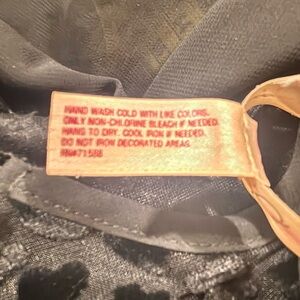 HAND WASH COLD WITH LIKE COLORS.
ONLY NON-CHLORINE BLEACH IF NEEDED.
HANG TO DRY. COOL IRON IF NEEDED.
DO NOT IRON DECORATED AREAS.
RN#71588